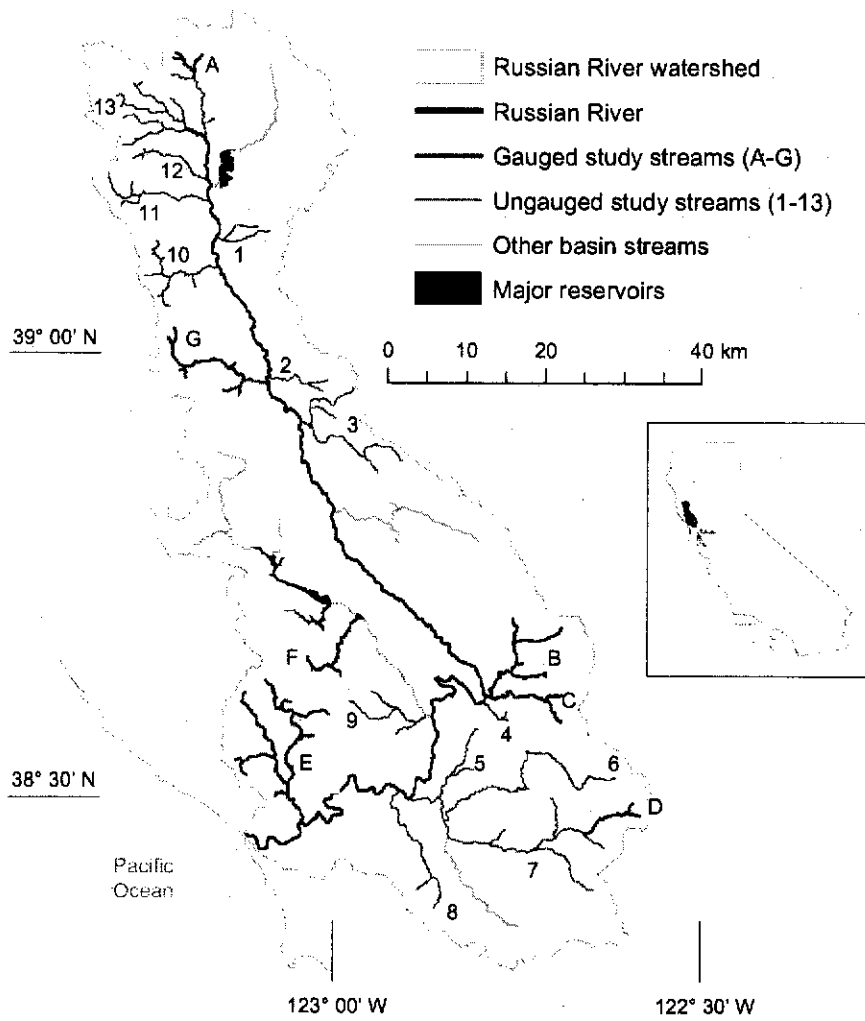 A
Russian River watershed
13
Russian River
Gauged study streams (A-G)
12
Ungauged study streams (1-13)
11
Other basin streams
10
1
Major reservoirs
G
39° 00' N
2
0 10 20 40 km
3
F
B
C
9
4
E
5
6
38° 30' N
D
Pacific
Ocean
7
8
123° 00' W
122° 30' W